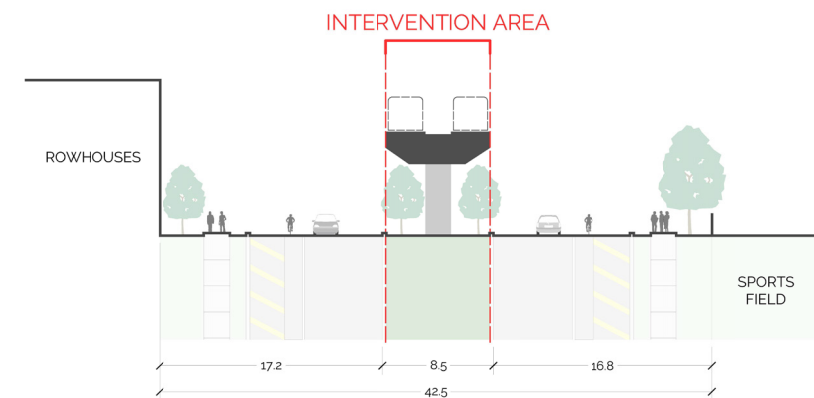 INTERVENTION AREA
ROWHOUSES
SPORTS
FIELD
17.2
8.5
16.8
42.5